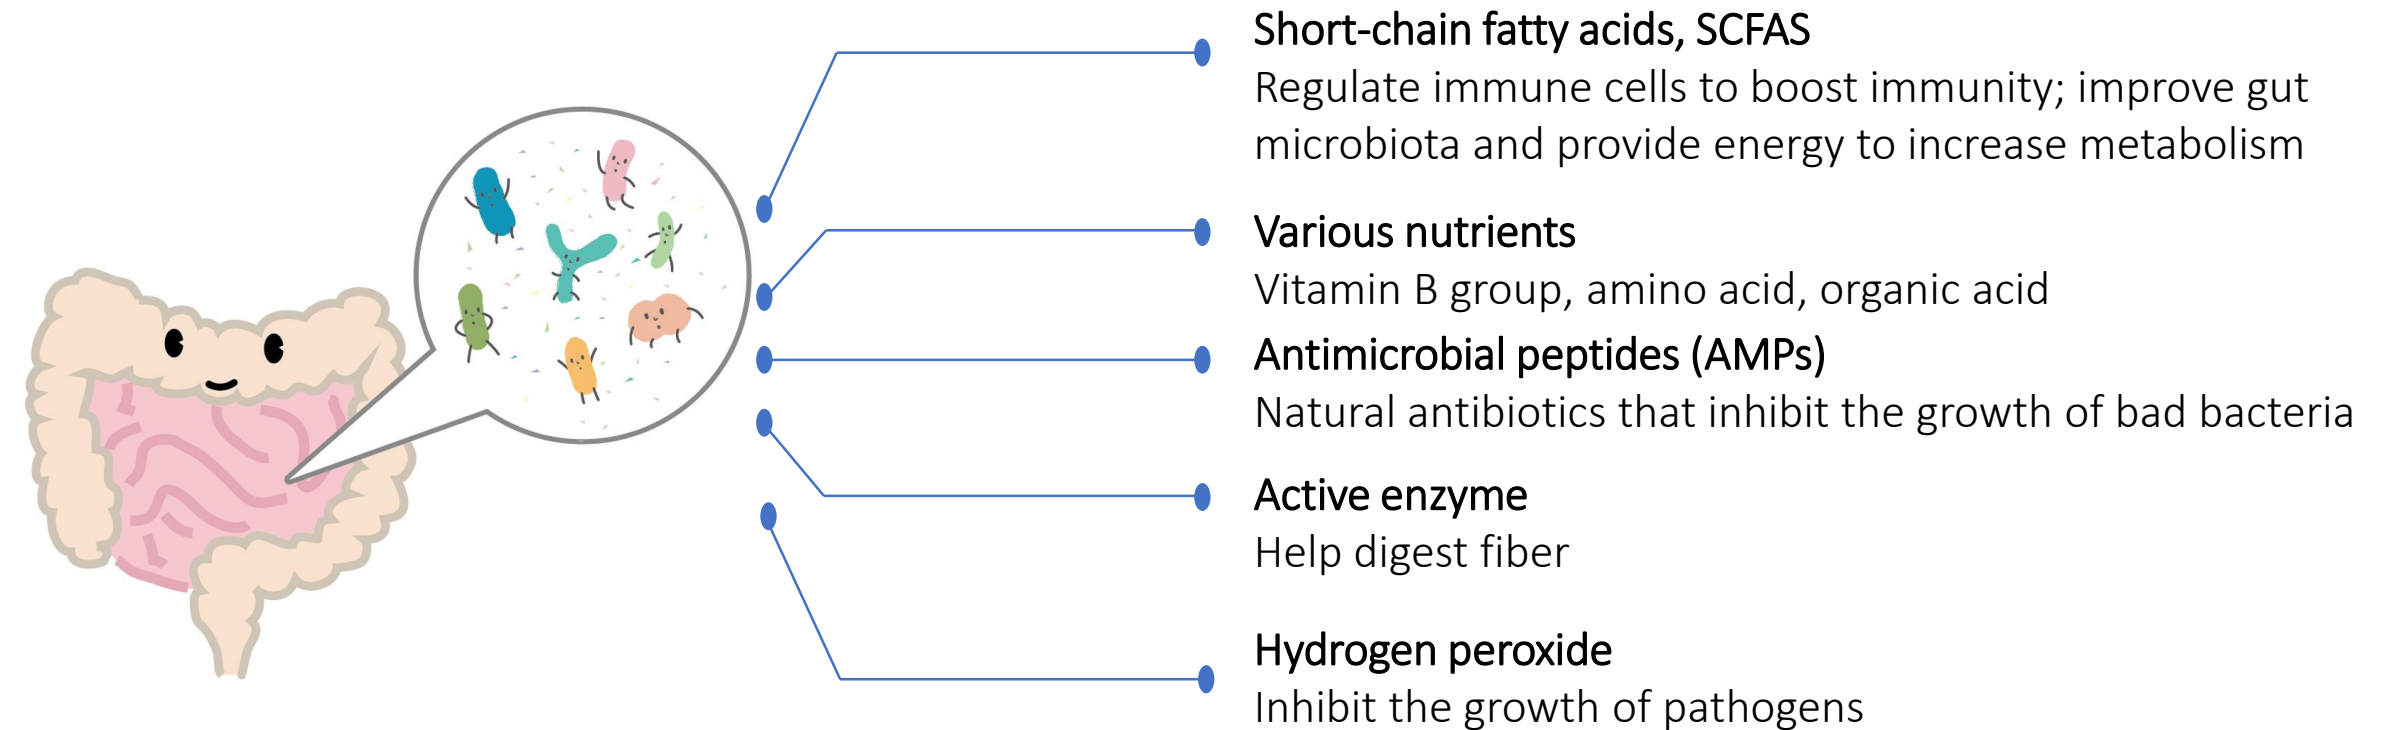 Short-chain fatty acids, SCFAS
Regulate immune cells to boost immunity; improve gut
microbiota and provide energy to increase metabolism
Various nutrients
Vitamin B group, amino acid, organic acid
Antimicrobial peptides (AMPs)
Natural antibiotics that inhibit the growth of bad bacteria
Active enzyme
Help digest fiber
Hydrogen peroxide
Inhibit the growth of pathogens